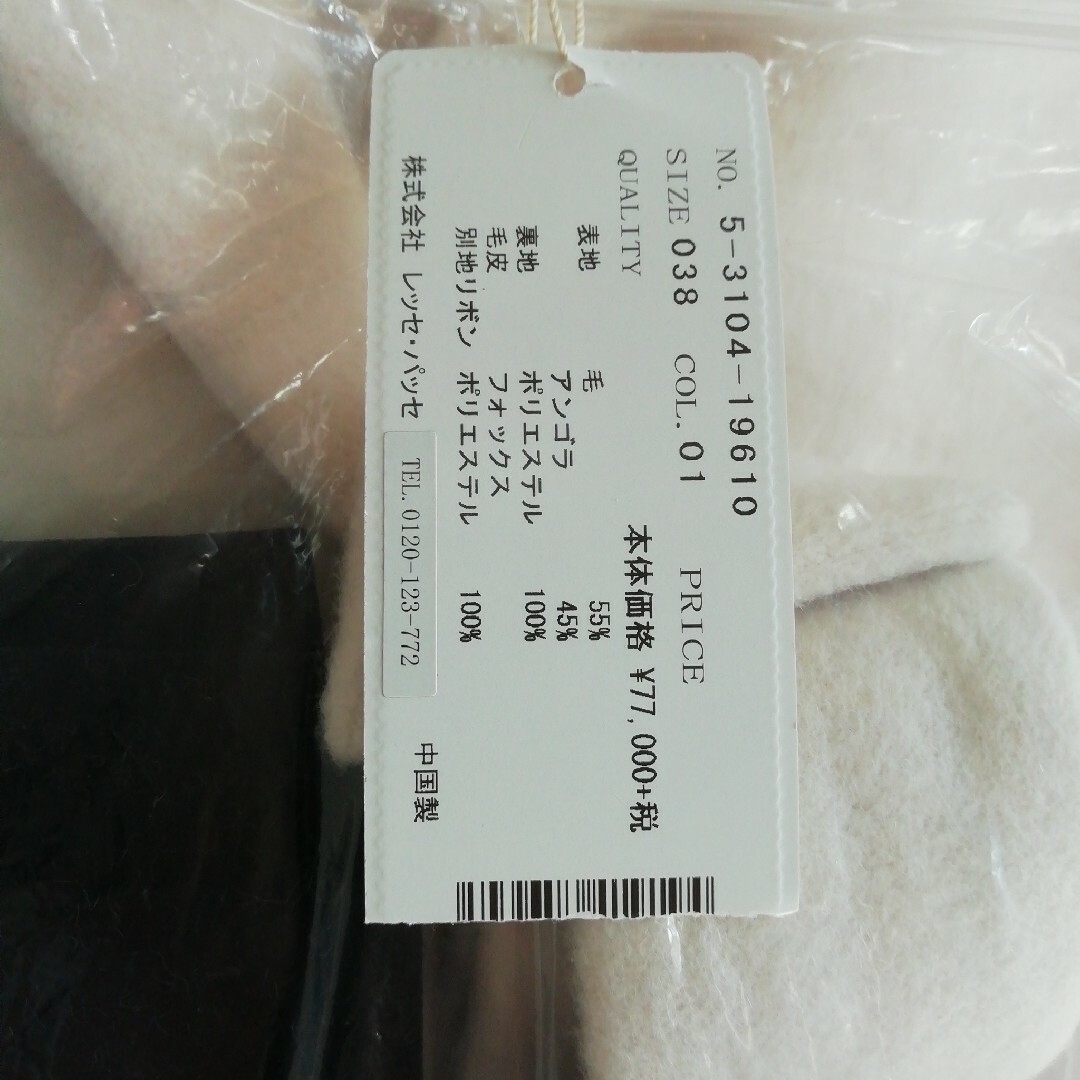 NO. 5-3104-19610
SIZE 038 COL. 01 PRICE
QUALITY 本体価格 ¥77,000+税
表地 毛 55%
アンゴラ 45%
裏地 ポリエステル 100%
毛皮 フォックス
別地リボン ポリエステル 100%
株式会社 レッセ・パッセ TEL. 0120-123-772 中国製